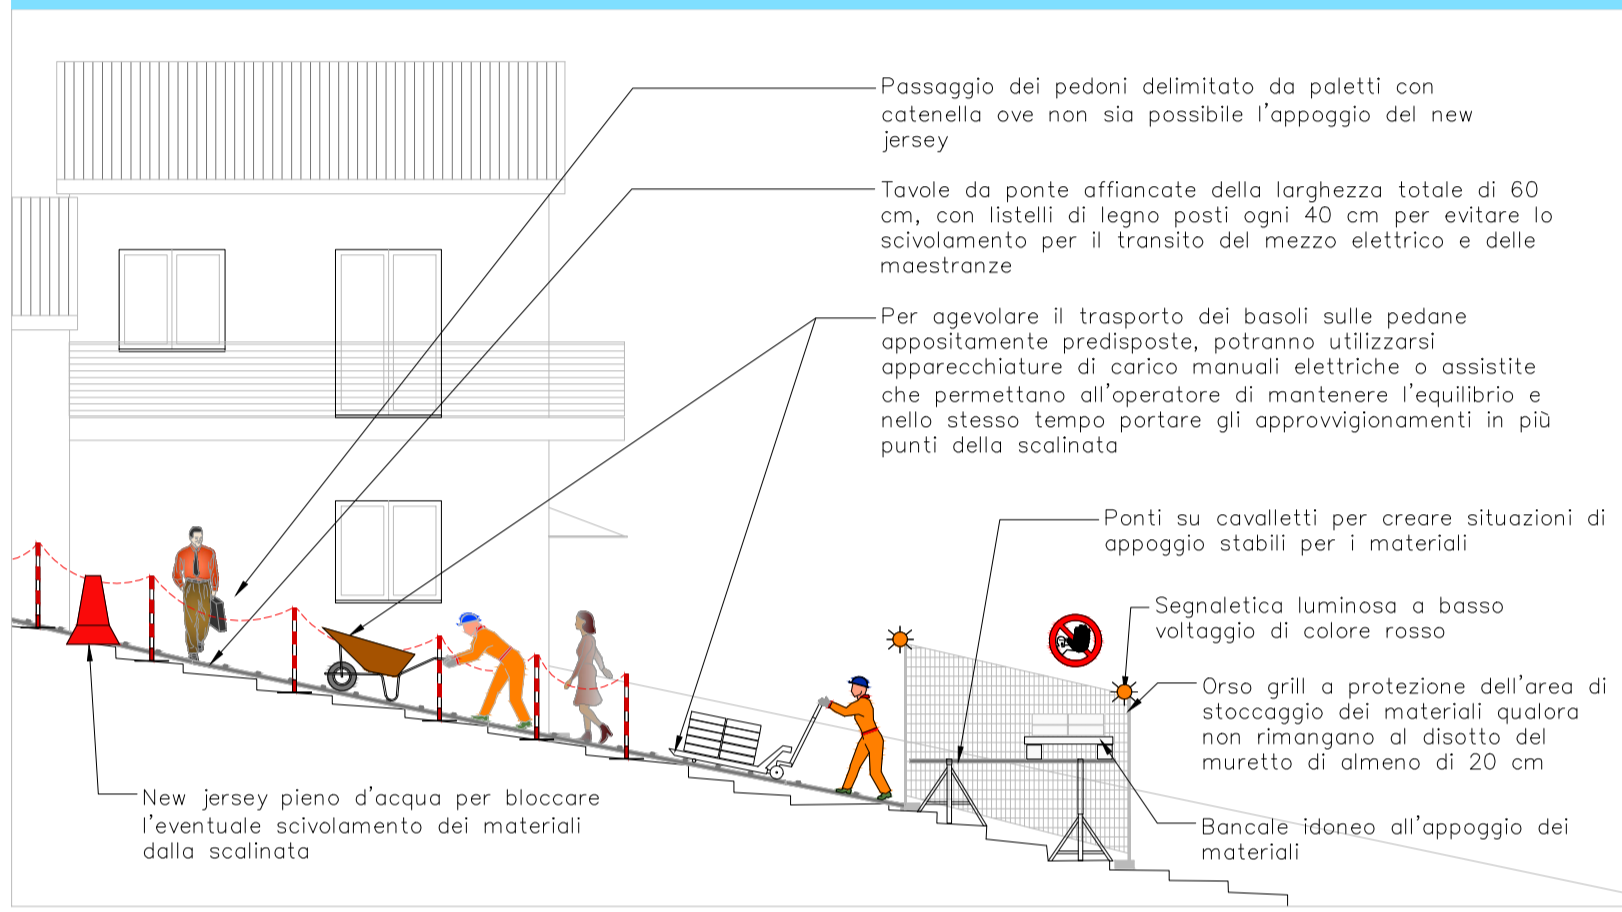 Passaggio dei pedoni delimitato da paletti con
catenella ove non sia possibile l'appoggio del new
jersey
Tavole da ponte affiancate della larghezza totale di 60
cm, con listelli di legno posti ogni 40 cm per evitare lo
scivolamento per il transito del mezzo elettrico e delle
maestranze
Per agevolare il trasporto dei basoli sulle pedane
appositamente predisposte, potranno utilizzarsi
apparecchiature di carico manuali elettriche o assistite
che permettano all'operatore di mantenere l'equilibrio e
nello stesso tempo portare gli approvvigionamenti in più
punti della scalinata
Ponti su cavalletti per creare situazioni di
appoggio stabili per i materiali
Segnaletica luminosa a basso
voltaggio di colore rosso
Orso grill a protezione dell'area di
stoccaggio dei materiali qualora
non rimangano al disotto del
muretto di almeno di 20 cm
Bancale idoneo all'appoggio dei
materiali
New jersey pieno d'acqua per bloccare
l'eventuale scivolamento dei materiali
dalla scalinata